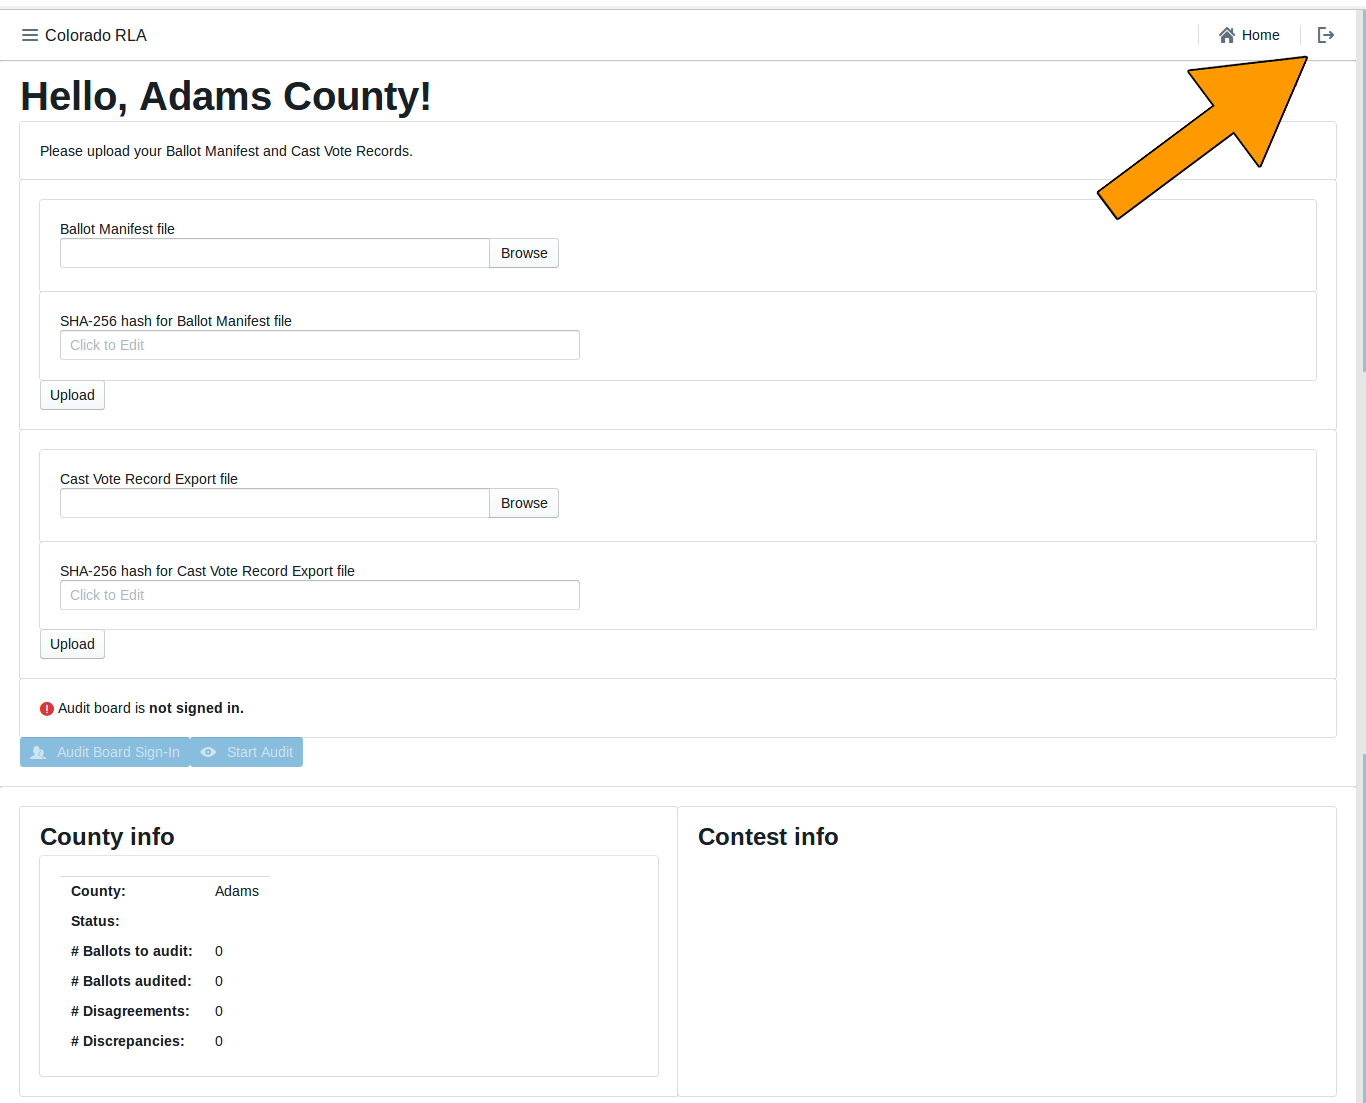 Colorado RLA
Home
Hello, Adams County!
Please upload your Ballot Manifest and Cast Vote Records.
Ballot Manifest file
Browse
SHA-256 hash for Ballot Manifest file
Click to Edit
Upload
Cast Vote Record Export file
Browse
SHA-256 hash for Cast Vote Record Export file
Click to Edit
Upload
Audit board is not signed in.
Audit Board Sign-In Start Audit
County info
County: Adams
Status:
# Ballots to audit: 0
# Ballots audited: 0
# Disagreements: 0
# Discrepancies: 0
Contest info